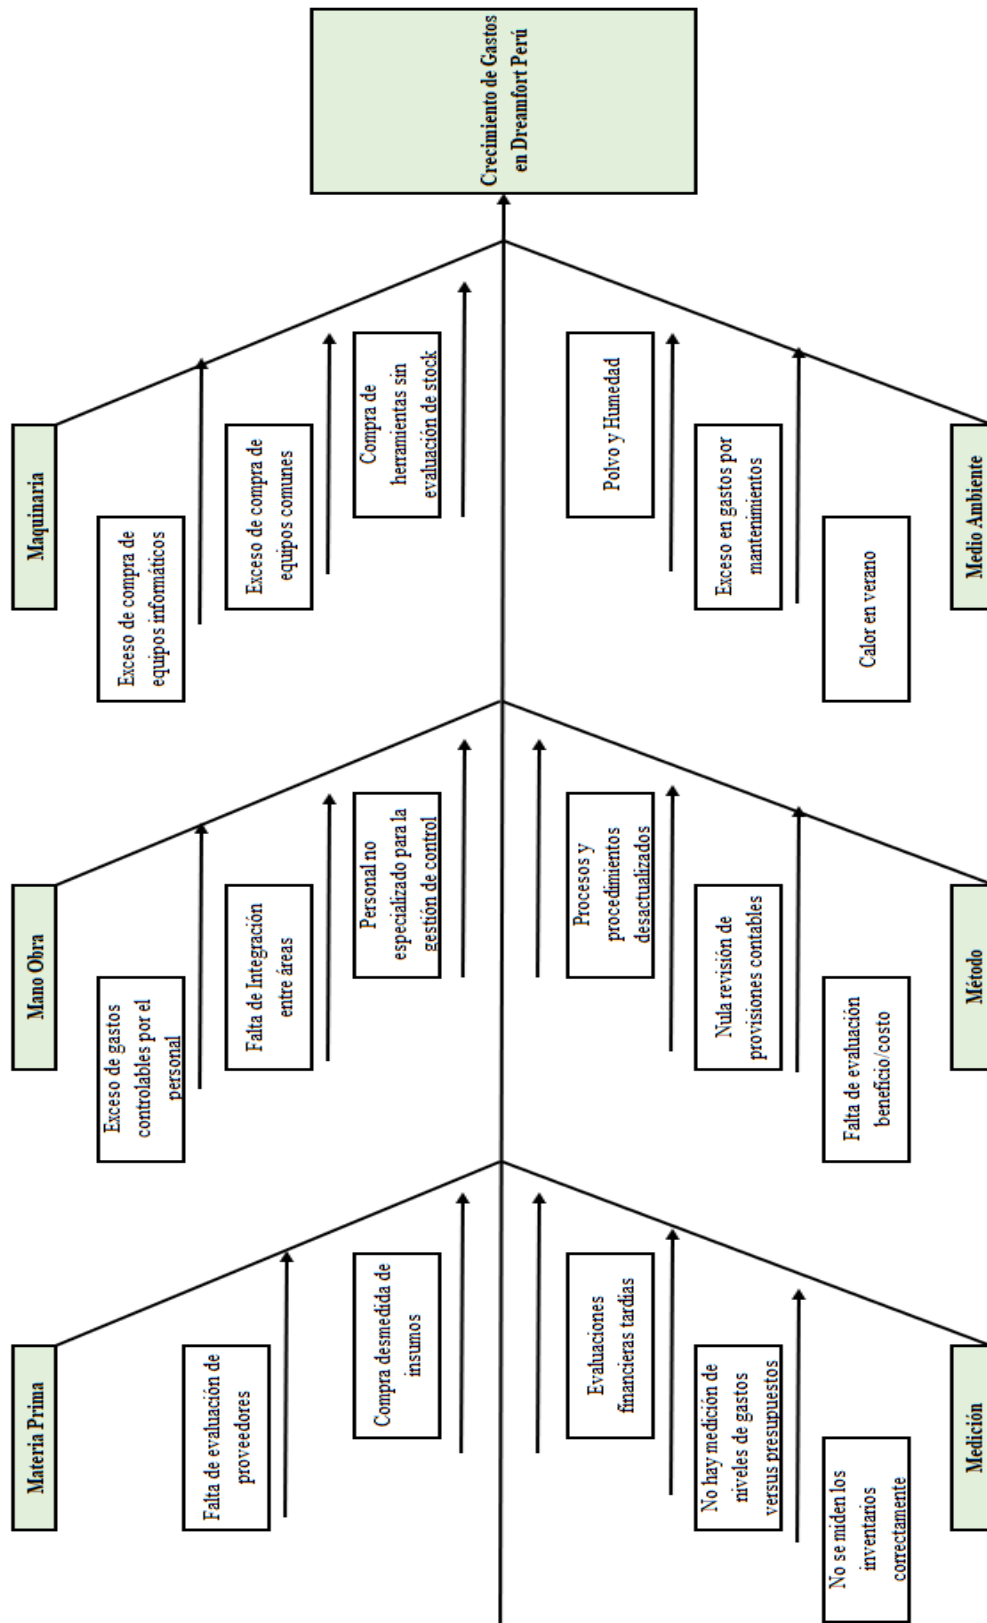 Materia Prima
Falta de evaluación de
proveedores
Compra desmedida de
insumos
Mano Obra
Exceso de gastos
controlables por el
personal
Falta de Integración
entre áreas
Personal no
especializado para la
gestión de control
Maquinaria
Exceso de compra de
equipos informáticos
Exceso de compra de
equipos comunes
Compra de
herramientas sin
evaluación de stock
Crecimiento de Gastos
en Dreamfort Perú
Evaluaciones
financieras tardías
No hay medición de
niveles de gastos
versus presupuestos
No se miden los
inventarios
correctamente
Medición
Procesos y
procedimientos
desactualizados
Nula revisión de
provisiones contables
Falta de evaluación
beneficio/costo
Método
Polvo y Humedad
Exceso en gastos por
mantenimientos
Calor en verano
Medio Ambiente